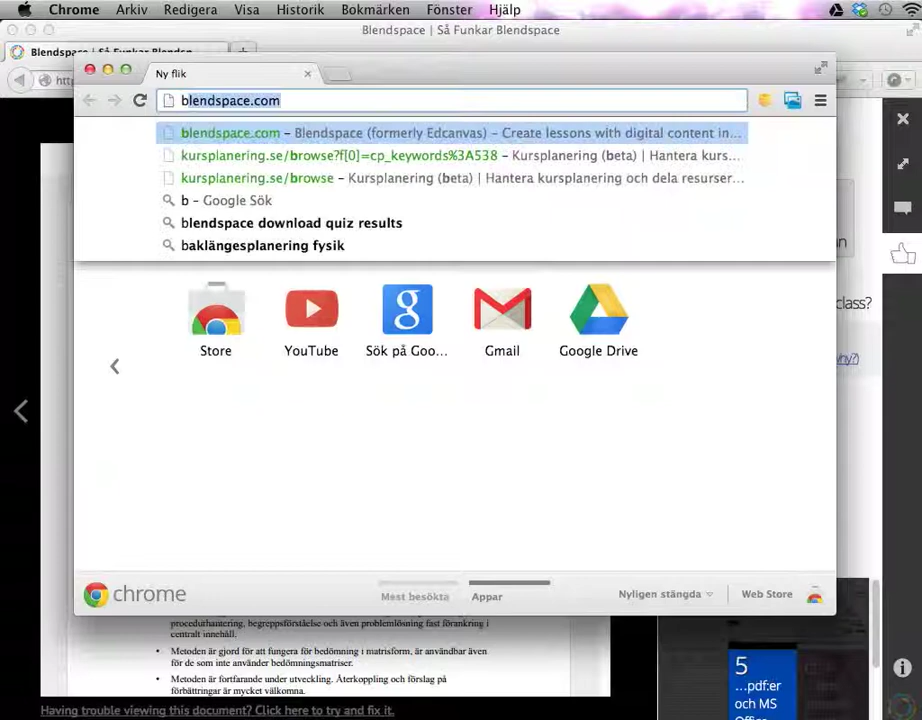 Chrome Arkiv Redigera Visa Historik Bokmärken Fönster Hjälp
Blendspace | Så Funkar Blendspace
Blendspace | Så Funkar Blendsp
Ny flik
blendspace.com
blendspace.com – Blendspace (formerly Edcanvas) – Create lessons with digital content in...
kursplanering.se/browse?f[0]=cp_keywords%3A538 – Kursplanering (beta) | Hantera kurs...
kursplanering.se/browse – Kursplanering (beta) | Hantera kursplanering och dela resurser...
b – Google Sök
blendspace download quiz results
baklängesplanering fysik
class?
Store YouTube Sök på Goo... Gmail Google Drive
chrome
Mest besökta Appar Nyligen stängda Web Store
procedurhantering, begreppsförståelse och även problemlösning fast förankring i
centralt innehåll.
• Metoden är gjord för att fungera för bedömning i matrisform, är användbar även
för de som inte använder bedömningsmatriser.
• Metoden är fortfarande under utveckling. Återkoppling och förslag på
förbättringar är mycket välkomna.
Having trouble viewing this document? Click here to try and fix it.
5
...pdf:er
och MS
Office